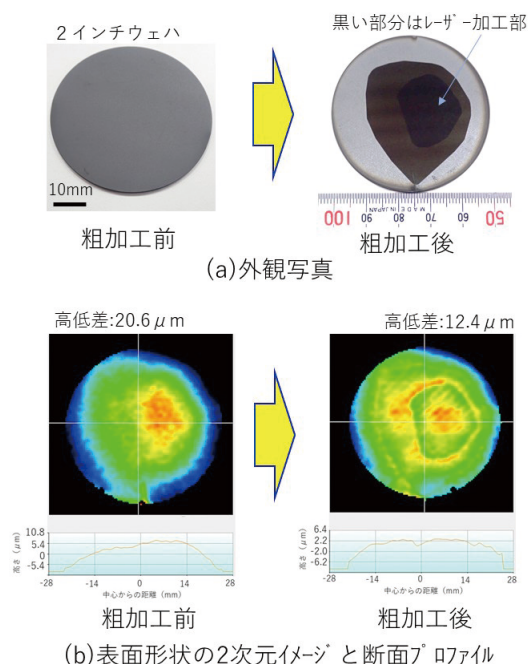 2インチウェハ
黒い部分はﾚｰｻﾞｰ加工部
10mm
100 90 80 70 60 50
MADE IN JAPAN
粗加工前
粗加工後
(a)外観写真
高低差:20.6μm
高低差:12.4μm
高さ（μm）
10.8
5.4
0
-5.4
-28 -14 0 14 28
中心からの距離（mm）
高さ（μm）
6.4
2.2
-2.0
-6.2
-28 -14 0 14 28
中心からの距離（mm）
粗加工前
粗加工後
(b)表面形状の2次元ｲﾒｰｼﾞと断面ﾌﾟﾛﾌｧｲﾙ